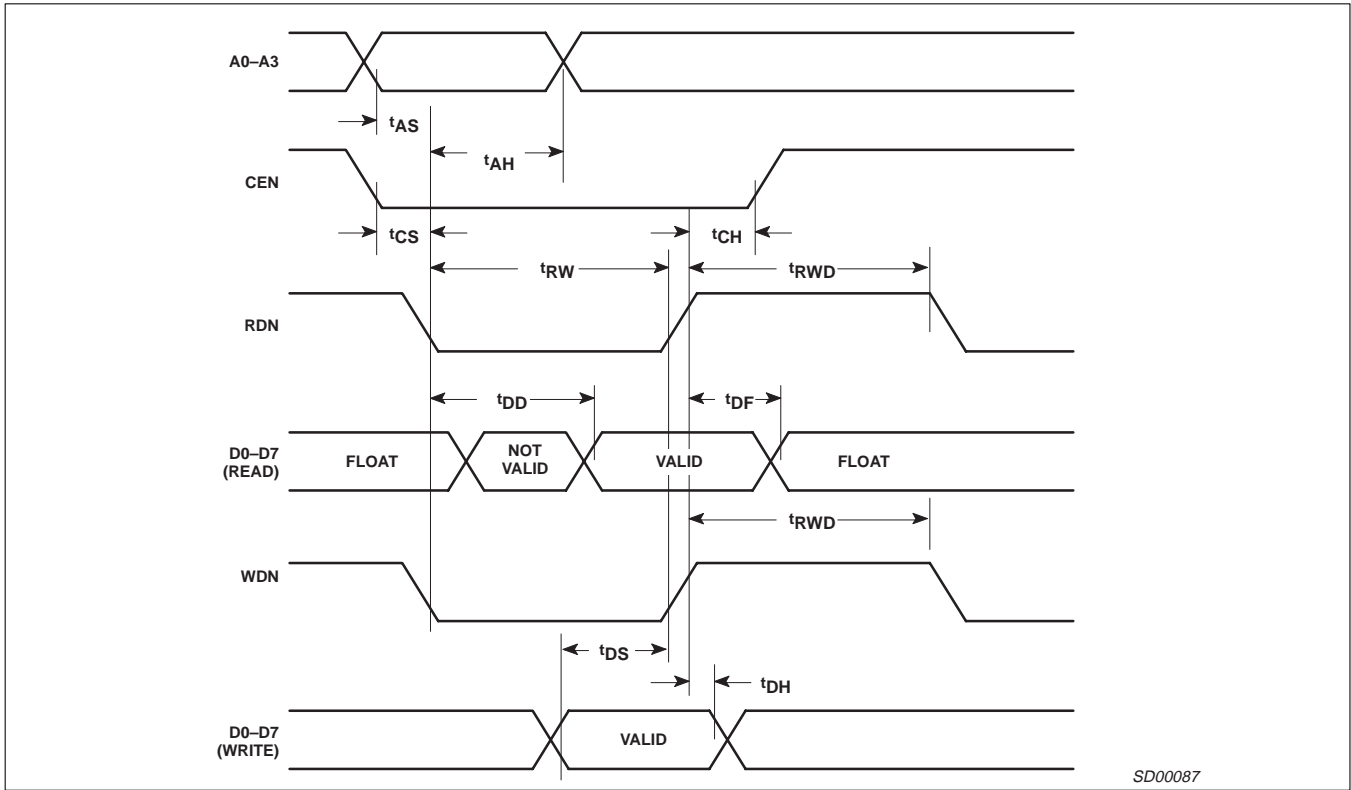 A0–A3
tAS
tAH
CEN
tCS
tCH
tRW
tRWD
RDN
tDD
tDF
D0–D7
(READ)
FLOAT
NOT
VALID
VALID
FLOAT
tRWD
WDN
tDS
tDH
D0–D7
(WRITE)
VALID
SD00087